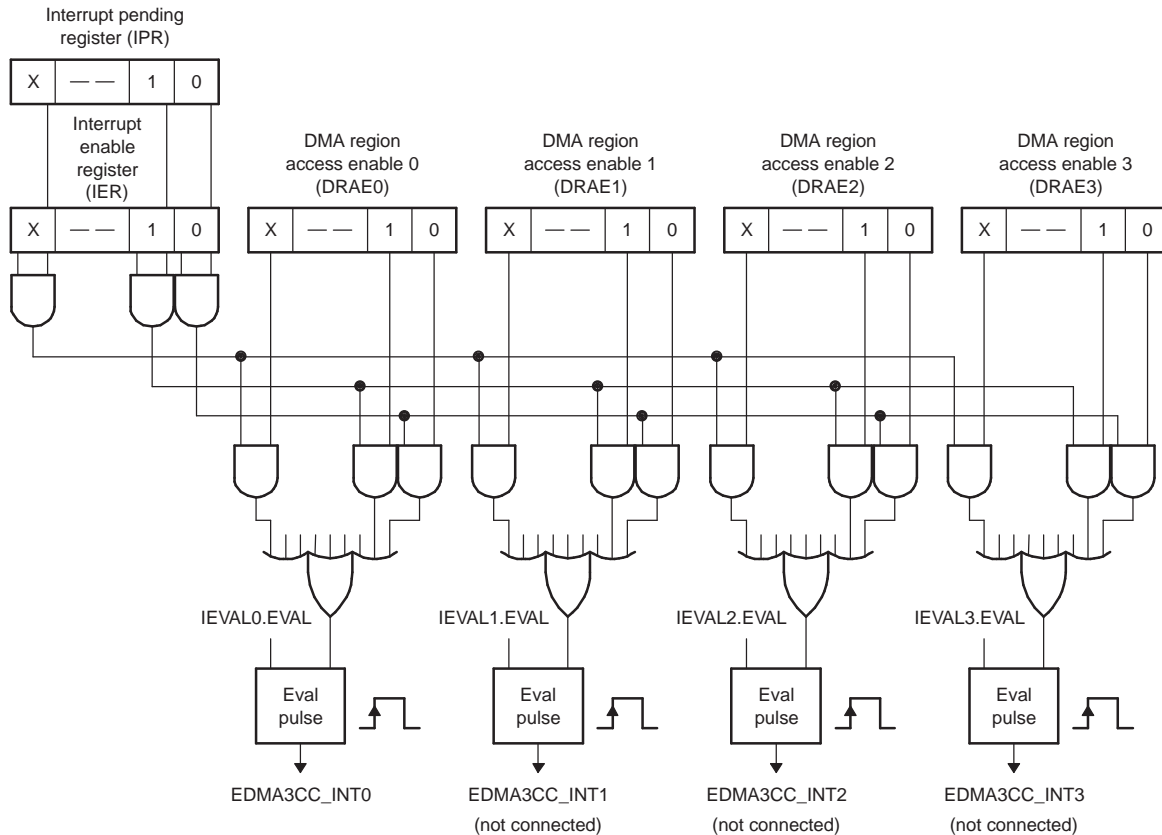 Interrupt pending
register (IPR)
X — — 1 0
Interrupt
enable
register
(IER)
DMA region
access enable 0
(DRAE0)
DMA region
access enable 1
(DRAE1)
DMA region
access enable 2
(DRAE2)
DMA region
access enable 3
(DRAE3)
X — — 1 0
X — — 1 0
X — — 1 0
X — — 1 0
X — — 1 0
IEVAL0.EVAL
IEVAL1.EVAL
IEVAL2.EVAL
IEVAL3.EVAL
Eval
pulse
Eval
pulse
Eval
pulse
Eval
pulse
EDMA3CC_INT0
EDMA3CC_INT1
(not connected)
EDMA3CC_INT2
(not connected)
EDMA3CC_INT3
(not connected)